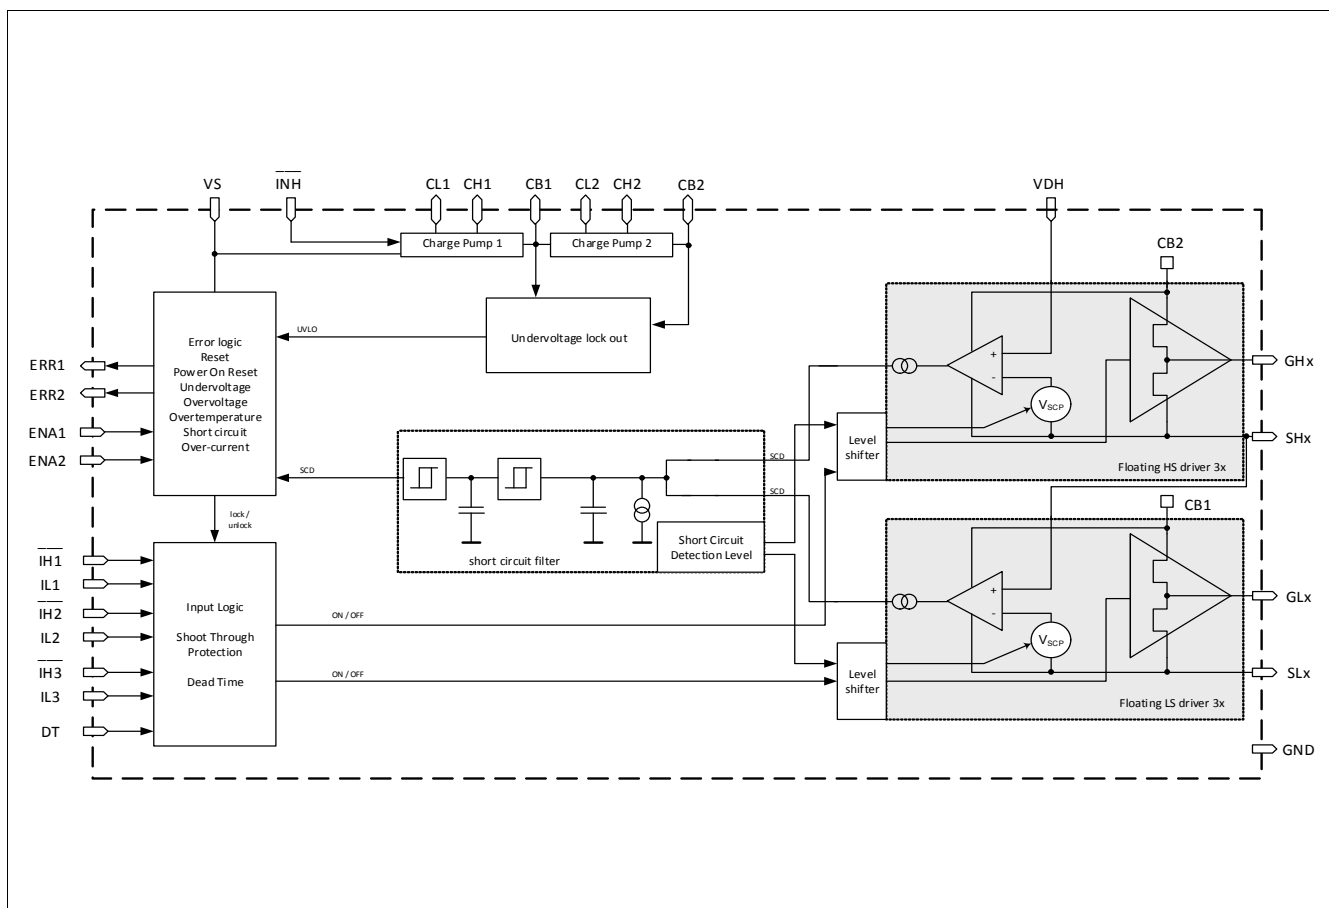 VS
INH
CL1
CH1
CB1
CL2
CH2
CB2
VDH
Charge Pump 1
Charge Pump 2
CB2
Undervoltage lock out
UVLO
Error logic
Reset
Power On Reset
Undervoltage
Overvoltage
Overtemperature
Short circuit
Over-current
ERR1
ERR2
ENA1
ENA2
+
-
VSCP
GHx
SHx
Level
shifter
Floating HS driver 3x
SCD
SCD
SCD
short circuit filter
Short Circuit
Detection Level
lock/
unlock
CB1
IH1
IL1
IH2
IL2
IH3
IL3
DT
Input Logic
Shoot Through
Protection
Dead Time
ON / OFF
ON / OFF
+
-
VSCP
GLx
SLx
Level
shifter
Floating LS driver 3x
GND